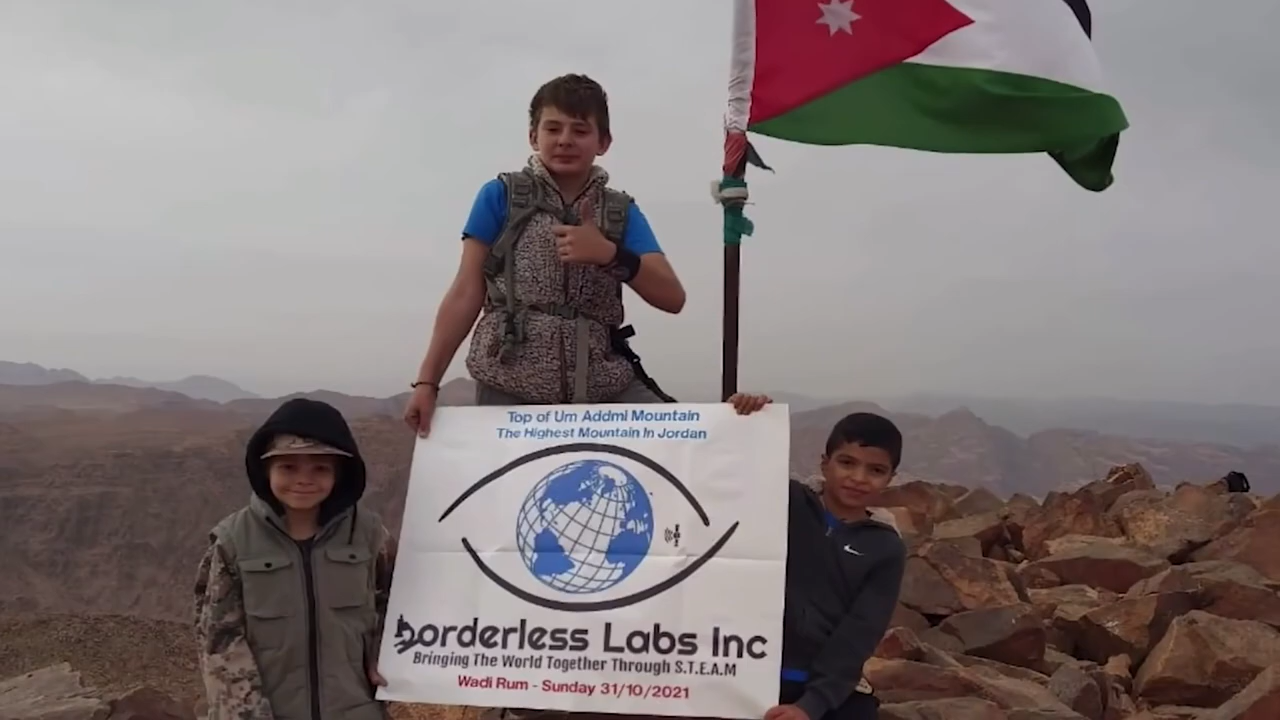 Top of Um Addmi Mountain
The Highest Mountain In Jordan
borderless Labs Inc
Bringing The World Together Through S.T.E.A.M
Wadi Rum - Sunday 31/10/2021